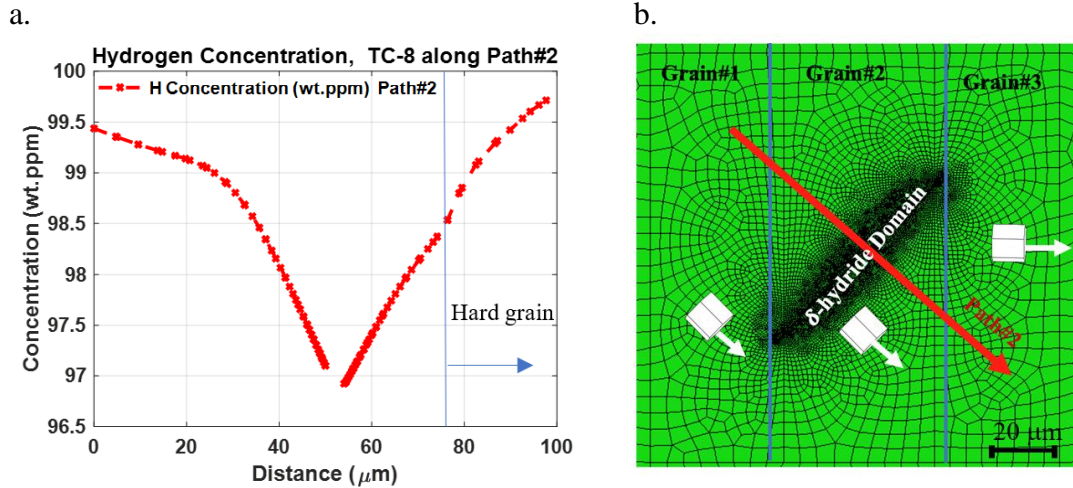 a.
Hydrogen Concentration, TC-8 along Path#2
H Concentration (wt.ppm) Path#2
Concentration (wt.ppm)
100
99.5
99
98.5
98
97.5
97
96.5
0 20 40 60 80 100
Distance (μm)
Hard grain
b.
Grain#1 Grain#2 Grain#3
δ-hydride Domain
Path#2
20 μm